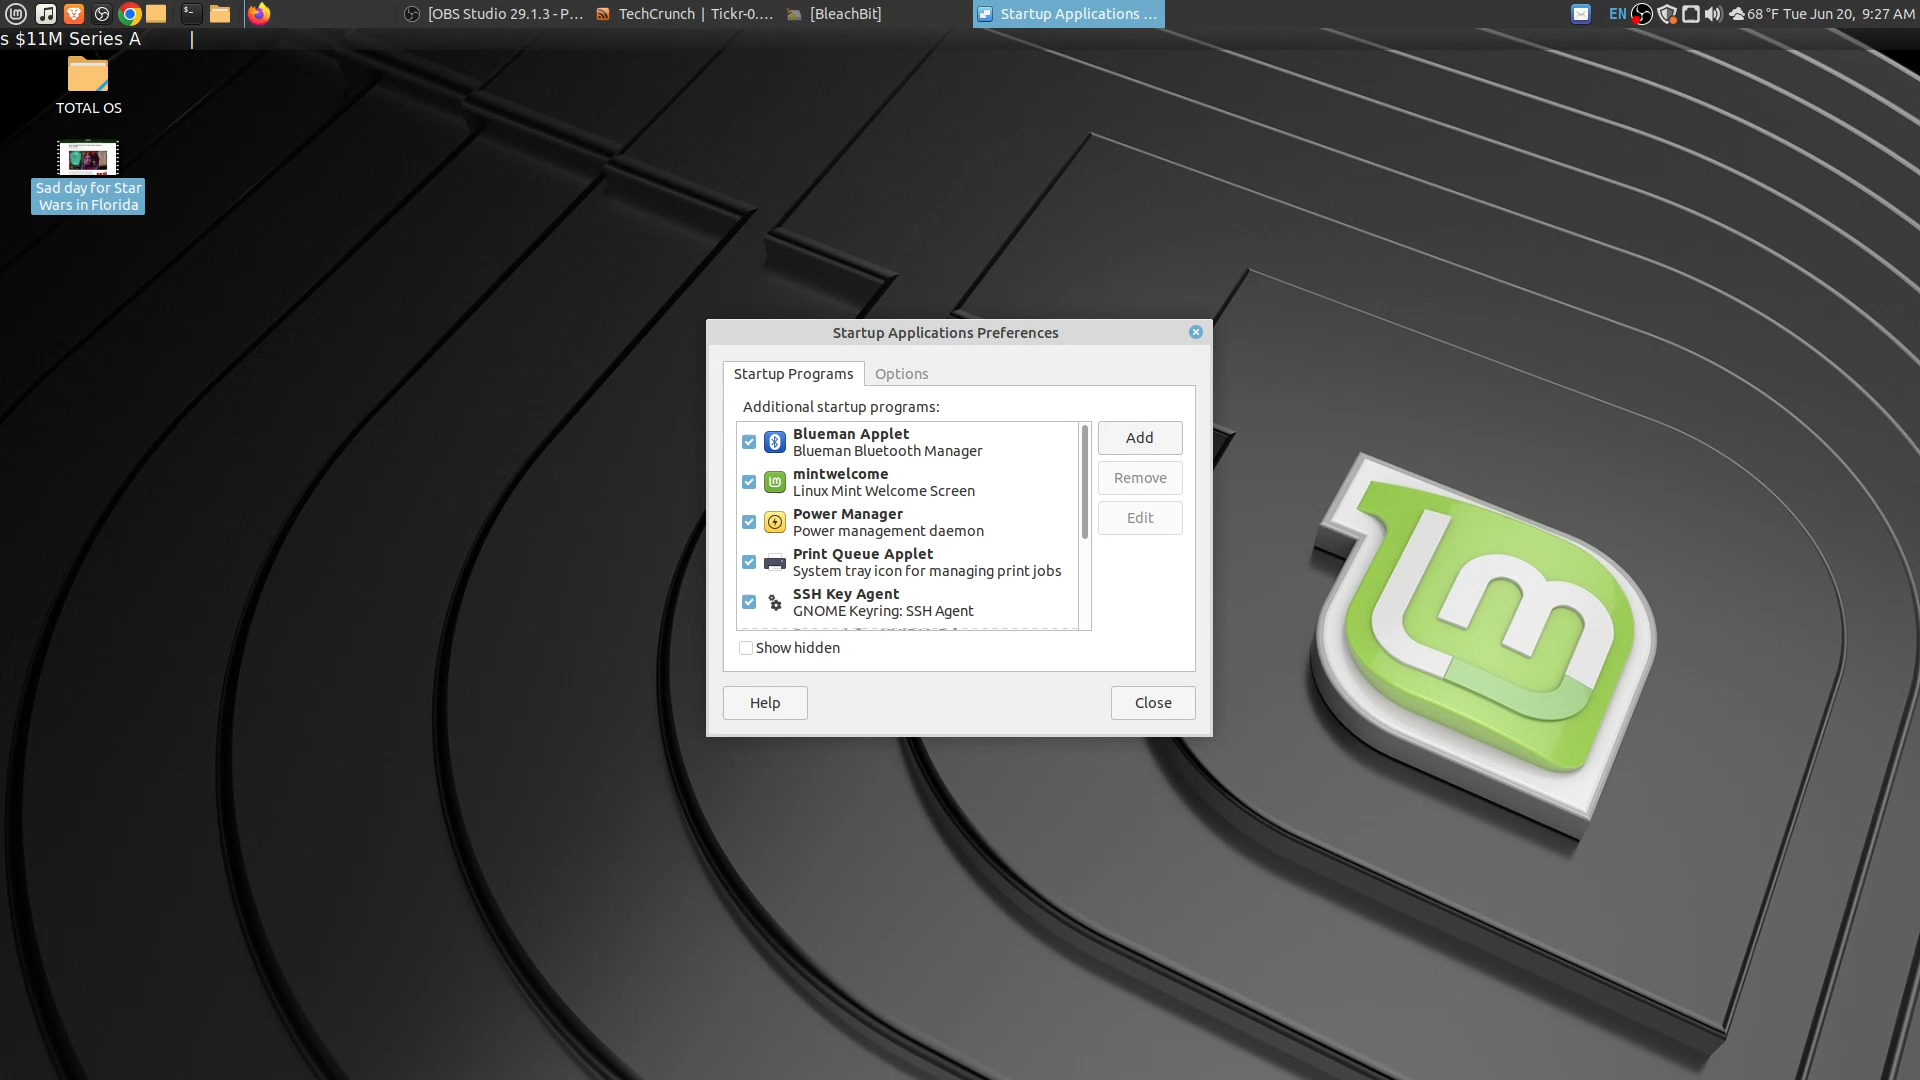 [OBS Studio 29.1.3 - P...
TechCrunch | Tickr-0....
[BleachBit]
Startup Applications ...
EN
68 °F Tue Jun 20, 9:27 AM
s $11M Series A |
TOTAL OS
Sad day for Star
Wars in Florida
Startup Applications Preferences
Startup Programs
Options
Additional startup programs:
Blueman Applet
Blueman Bluetooth Manager
mintwelcome
Linux Mint Welcome Screen
Power Manager
Power management daemon
Print Queue Applet
System tray icon for managing print jobs
SSH Key Agent
GNOME Keyring: SSH Agent
Add
Remove
Edit
Show hidden
Help
Close